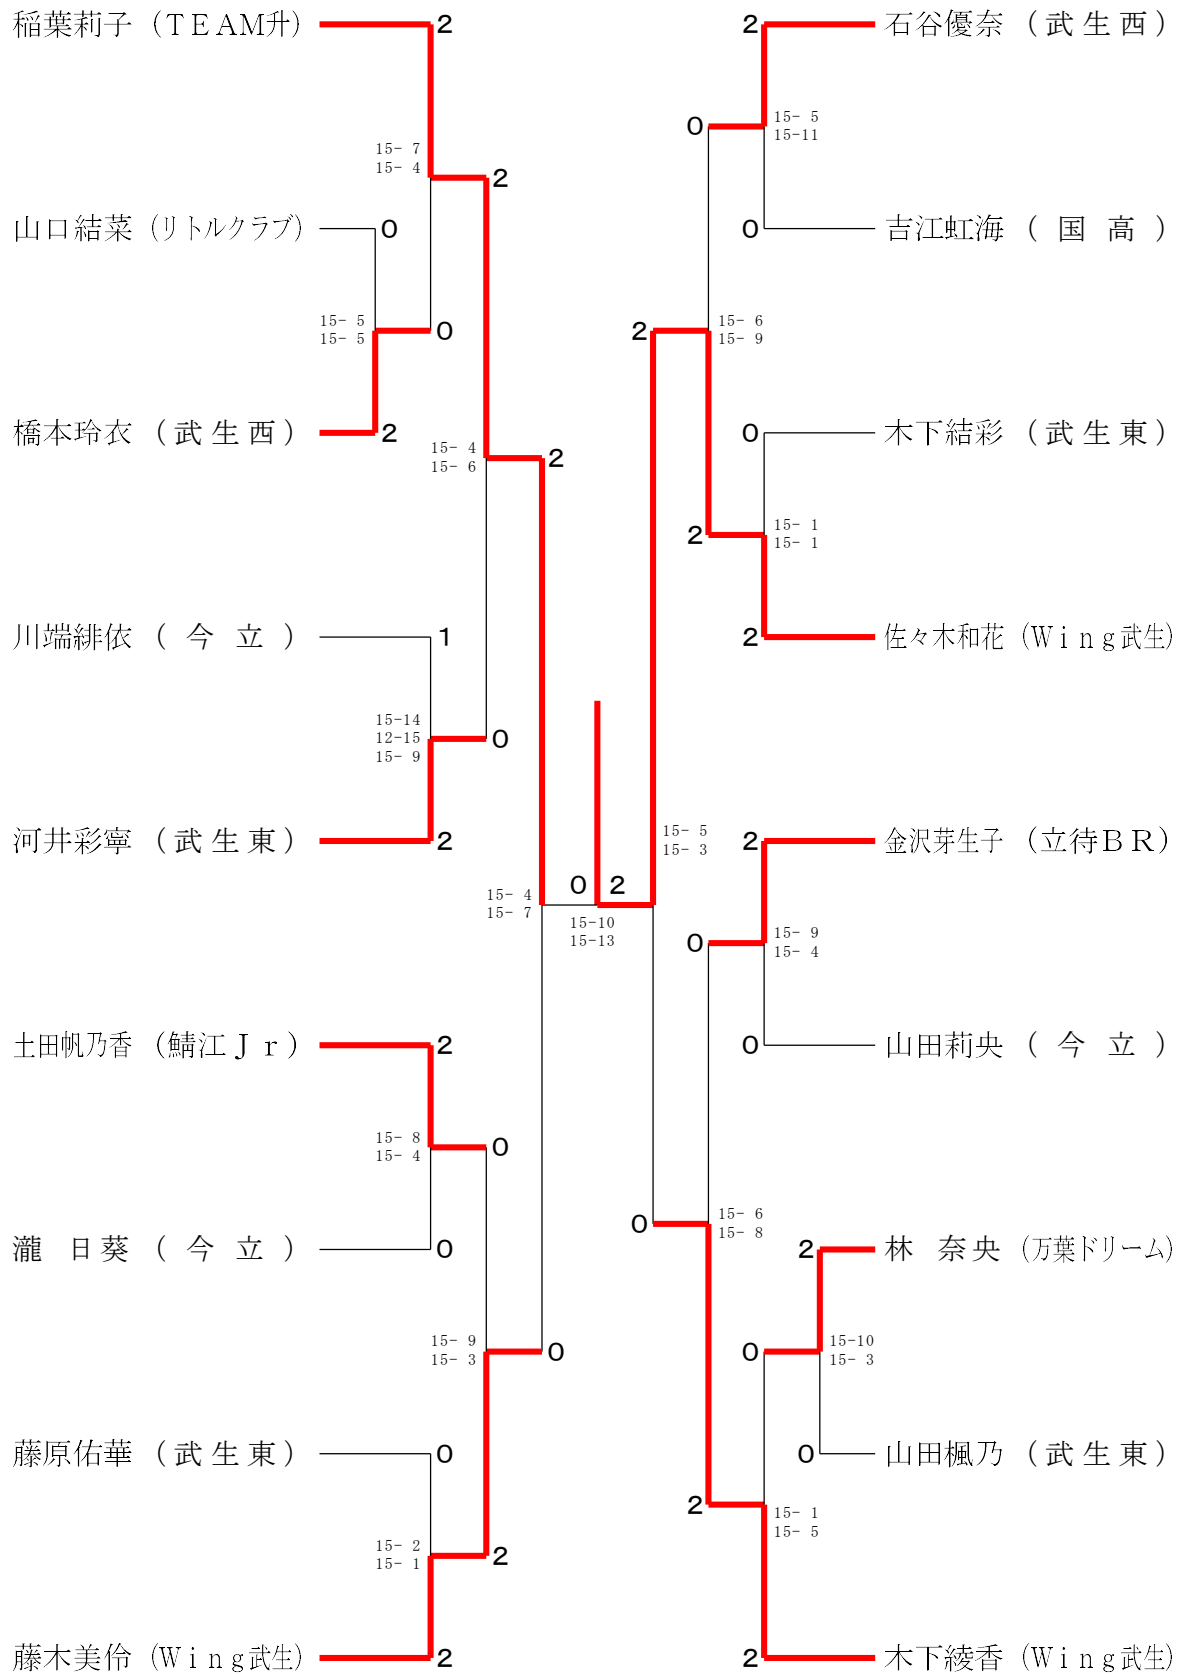 稲葉莉子 (ＴＥＡＭ升) 2
15- 7
15- 4
2
山口結菜 (リトルクラブ) 0
15- 5
15- 5
0
橋本玲衣 ( 武 生 西 ) 2
15- 4
15- 6
2
川端緋依 ( 今 立 ) 1
15-14
12-15
15- 9
0
河井彩寧 ( 武 生 東 ) 2
15- 4
15- 7
0 2
15-10
15-13
土田帆乃香 (鯖江Ｊｒ) 2
15- 8
15- 4
0
瀧 日葵 ( 今 立 ) 0
15- 9
15- 3
0
藤原佑華 ( 武 生 東 ) 0
15- 2
15- 1
2
藤木美伶 (Ｗｉｎｇ武生) 2
2 石谷優奈 ( 武 生 西 )
0
15- 5
15-11
0 吉江虹海 ( 国 高 )
2
15- 6
15- 9
0 木下結彩 ( 武 生 東 )
2
15- 1
15- 1
2 佐々木和花 (Ｗｉｎｇ武生)
15- 5
15- 3
2 金沢芽生子 (立待ＢＲ)
0
15- 9
15- 4
0 山田莉央 ( 今 立 )
0
15- 6
15- 8
2 林 奈央 (万葉ドリーム)
0
15-10
15- 3
0 山田楓乃 ( 武 生 東 )
2
15- 1
15- 5
2 木下綾香 (Ｗｉｎｇ武生)